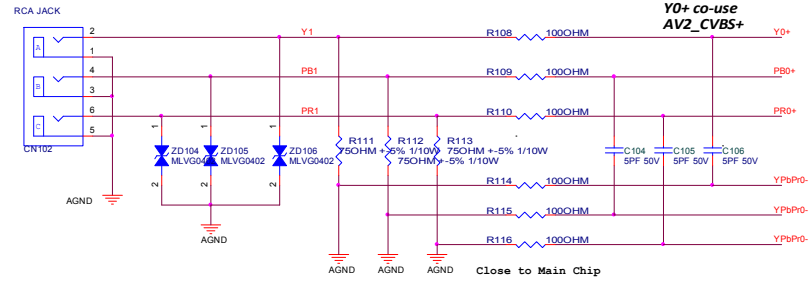 RCA JACK
Y0+ co-use
AV2_CVBS+
2
Y1
R108
100OHM
Y0+
A
1
4
PB1
R109
100OHM
PB0+
B
3
6
PR1
R110
100OHM
PR0+
C
5
CN102
1
1
1
ZD104
MLVG0402
ZD105
MLVG0402
ZD106
MLVG0402
2
2
2
R111
75OHM +-5% 1/10W
R112
75OHM +-5% 1/10W
R113
75OHM +-5% 1/10W
C104
5PF 50V
C105
5PF 50V
C106
5PF 50V
R114
100OHM
YPbPr0-
R115
100OHM
YPbPr0-
R116
100OHM
YPbPr0-
AGND
AGND
AGND
AGND
AGND
Close to Main Chip